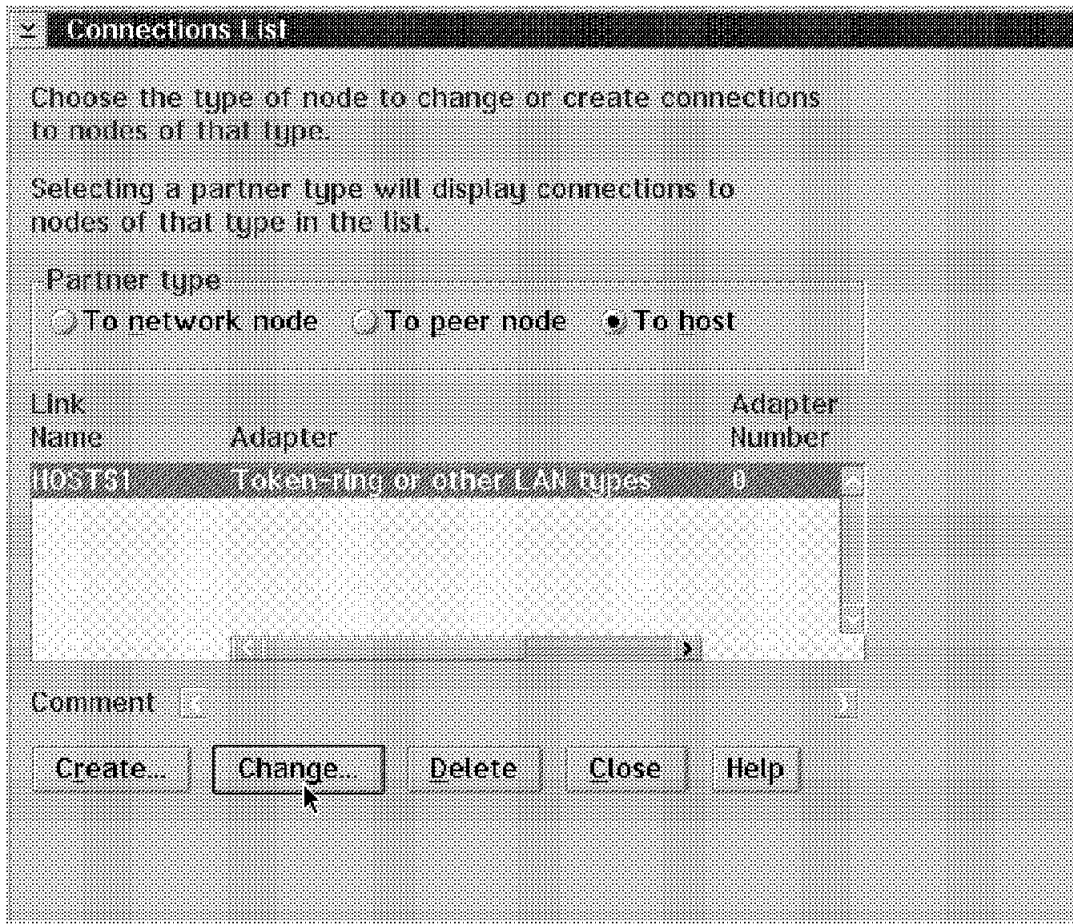 Connections List
Choose the type of node to change or create connections
to nodes of that type.
Selecting a partner type will display connections to
nodes of that type in the list.
Partner type
To network node To peer node To host
Link Adapter
Name Adapter Number
HOSTS1 Token-ring or other LAN types 0
Comment
Create... Change... Delete Close Help